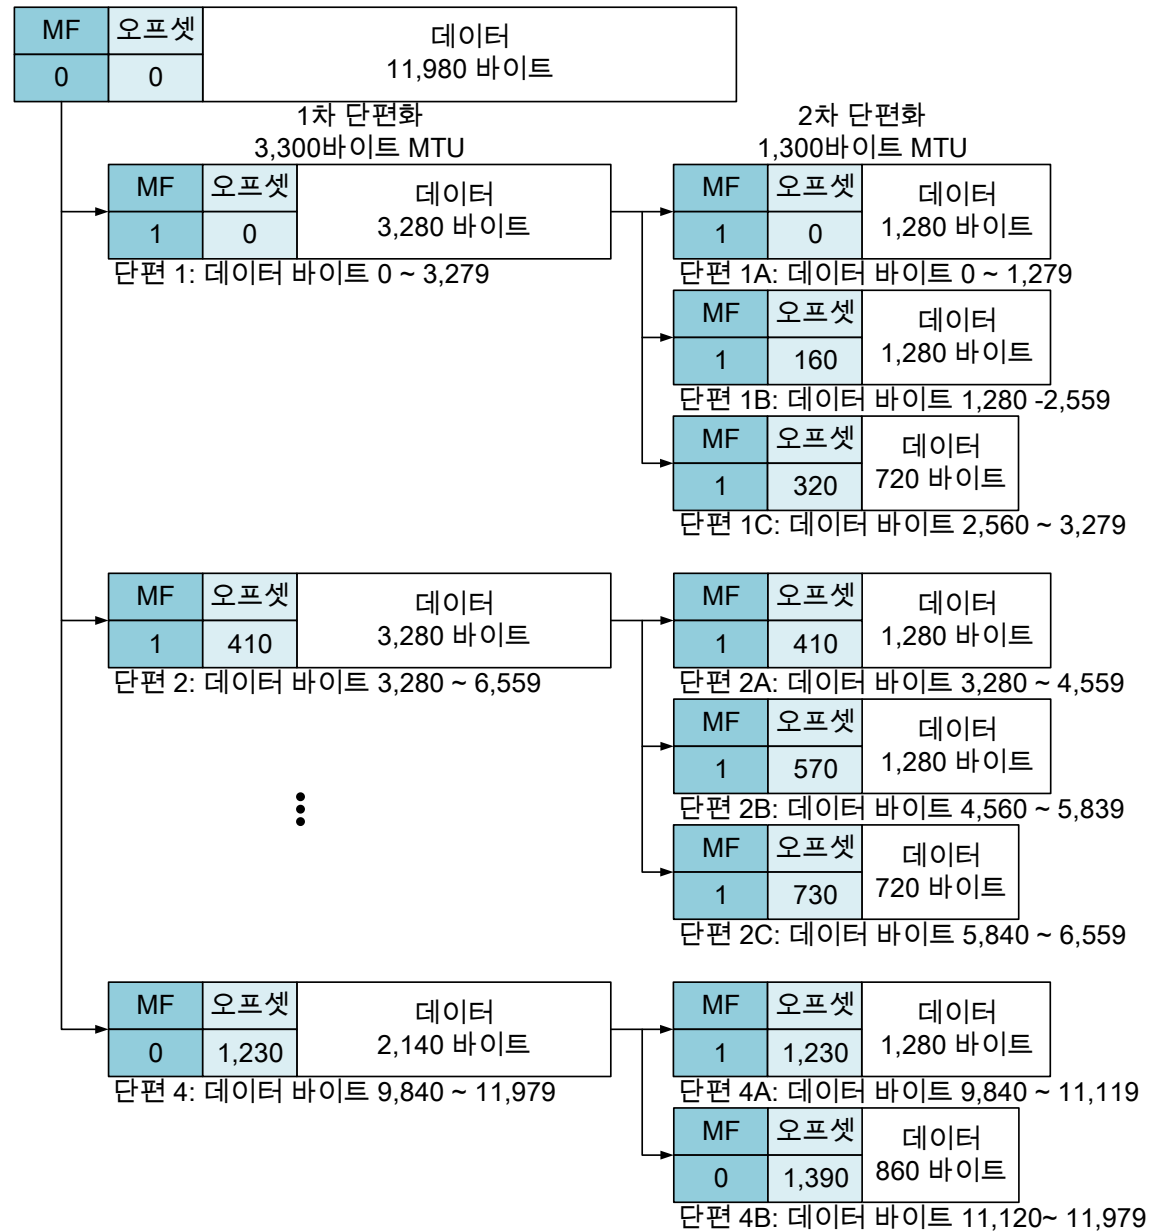 MF 오프셋 데이터
0 0 11,980 바이트
1차 단편화
3,300바이트 MTU
2차 단편화
1,300바이트 MTU
MF 오프셋 데이터
1 0 3,280 바이트
단편 1: 데이터 바이트 0 ~ 3,279
MF 오프셋 데이터
1 0 1,280 바이트
단편 1A: 데이터 바이트 0 ~ 1,279
MF 오프셋 데이터
1 160 1,280 바이트
단편 1B: 데이터 바이트 1,280 -2,559
MF 오프셋 데이터
1 320 720 바이트
단편 1C: 데이터 바이트 2,560 ~ 3,279
MF 오프셋 데이터
1 410 3,280 바이트
단편 2: 데이터 바이트 3,280 ~ 6,559
MF 오프셋 데이터
1 410 1,280 바이트
단편 2A: 데이터 바이트 3,280 ~ 4,559
MF 오프셋 데이터
1 570 1,280 바이트
단편 2B: 데이터 바이트 4,560 ~ 5,839
MF 오프셋 데이터
1 730 720 바이트
단편 2C: 데이터 바이트 5,840 ~ 6,559
MF 오프셋 데이터
0 1,230 2,140 바이트
단편 4: 데이터 바이트 9,840 ~ 11,979
MF 오프셋 데이터
1 1,230 1,280 바이트
단편 4A: 데이터 바이트 9,840 ~ 11,119
MF 오프셋 데이터
0 1,390 860 바이트
단편 4B: 데이터 바이트 11,120~ 11,979